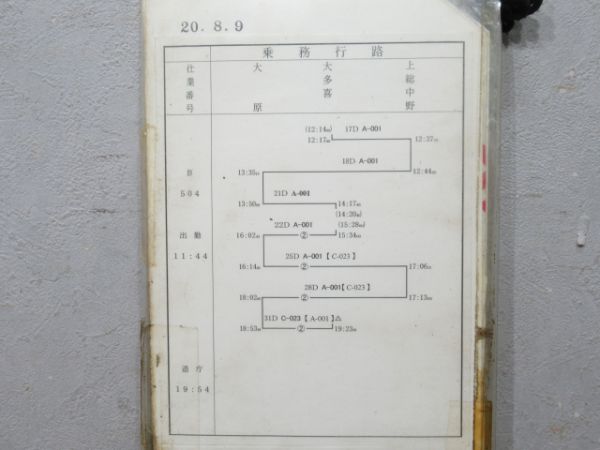 20.8.9
乗務行路
仕業番号
大原
大多喜
上総中野
504
出勤
11:44
退庁
19:54
(12:14) 17D A-001
12:17
12:37
18D A-001
13:35
12:44
21D A-001
13:50
14:17
(14:20)
22D A-001 (15:28)
16:02 ② 15:34
25D A-001【C-023】
16:14 ② 17:06
28D A-001【C-023】
18:02 ② 17:13
31D C-023【A-001】△
18:53 ② 19:23